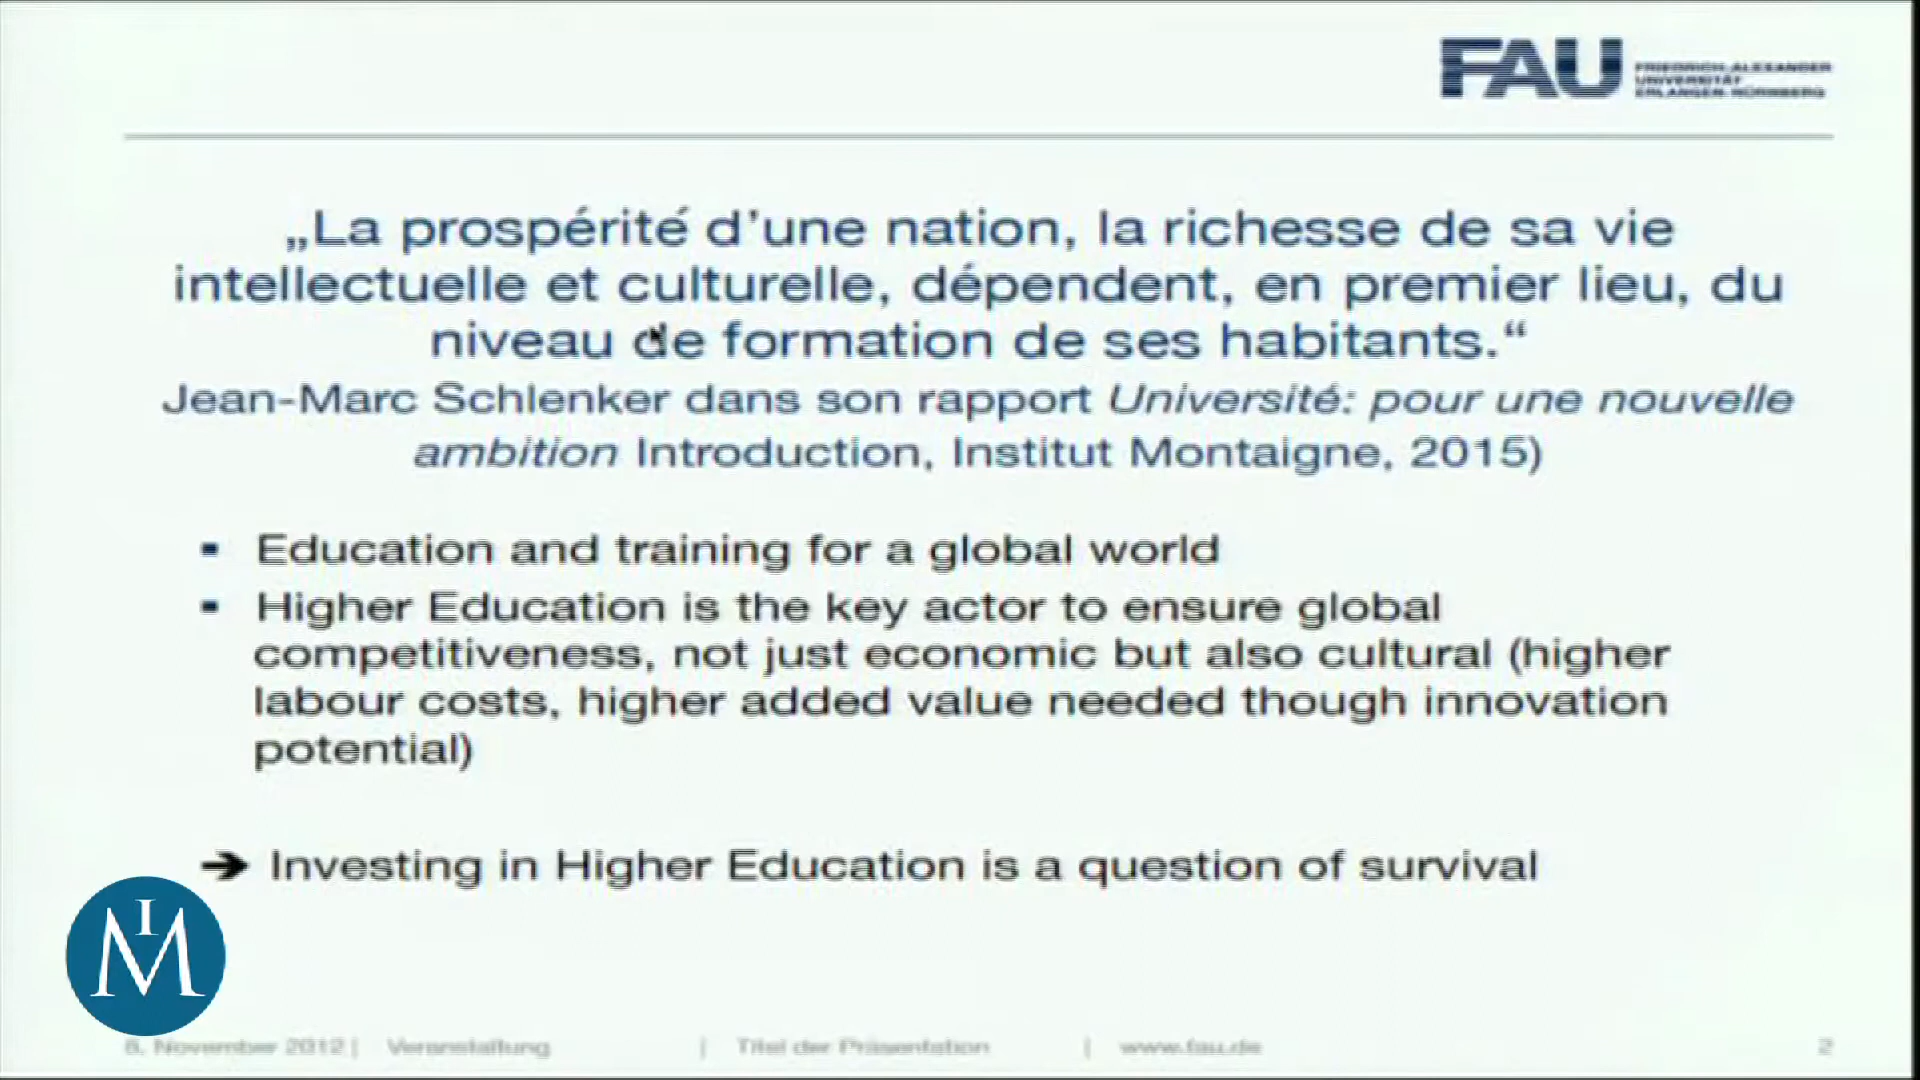 FAU FRIEDRICH-ALEXANDER
UNIVERSITÄT
ERLANGEN-NÜRNBERG
„La prospérité d’une nation, la richesse de sa vie
intellectuelle et culturelle, dépendent, en premier lieu, du
niveau de formation de ses habitants.“
Jean-Marc Schlenker dans son rapport Université: pour une nouvelle
ambition Introduction, Institut Montaigne, 2015)
▪ Education and training for a global world
▪ Higher Education is the key actor to ensure global
competitiveness, not just economic but also cultural (higher
labour costs, higher added value needed though innovation
potential)
➔ Investing in Higher Education is a question of survival
IM
6. November 2012 | Veranstaltung | Titel der Präsentation | www.fau.de 2